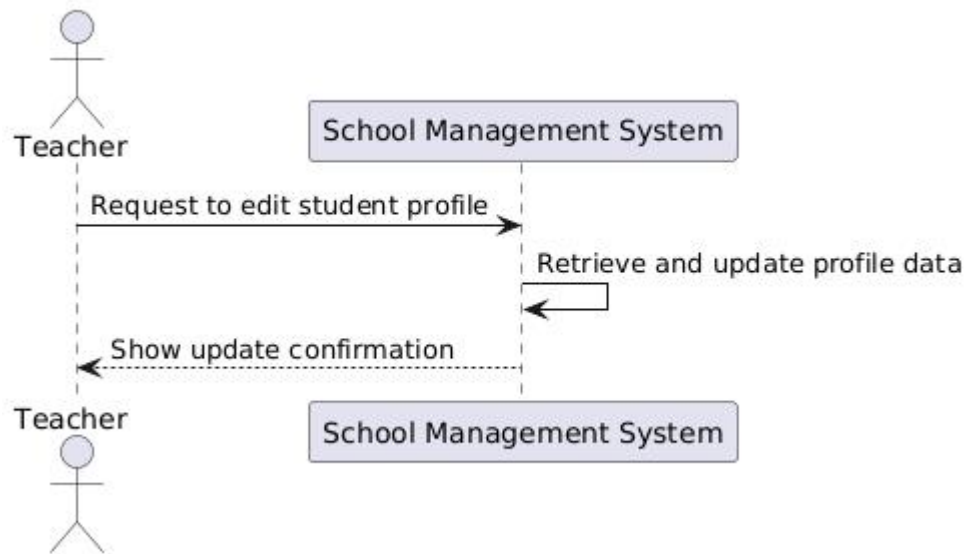 Teacher
School Management System
Request to edit student profile
Retrieve and update profile data
Show update confirmation
Teacher
School Management System